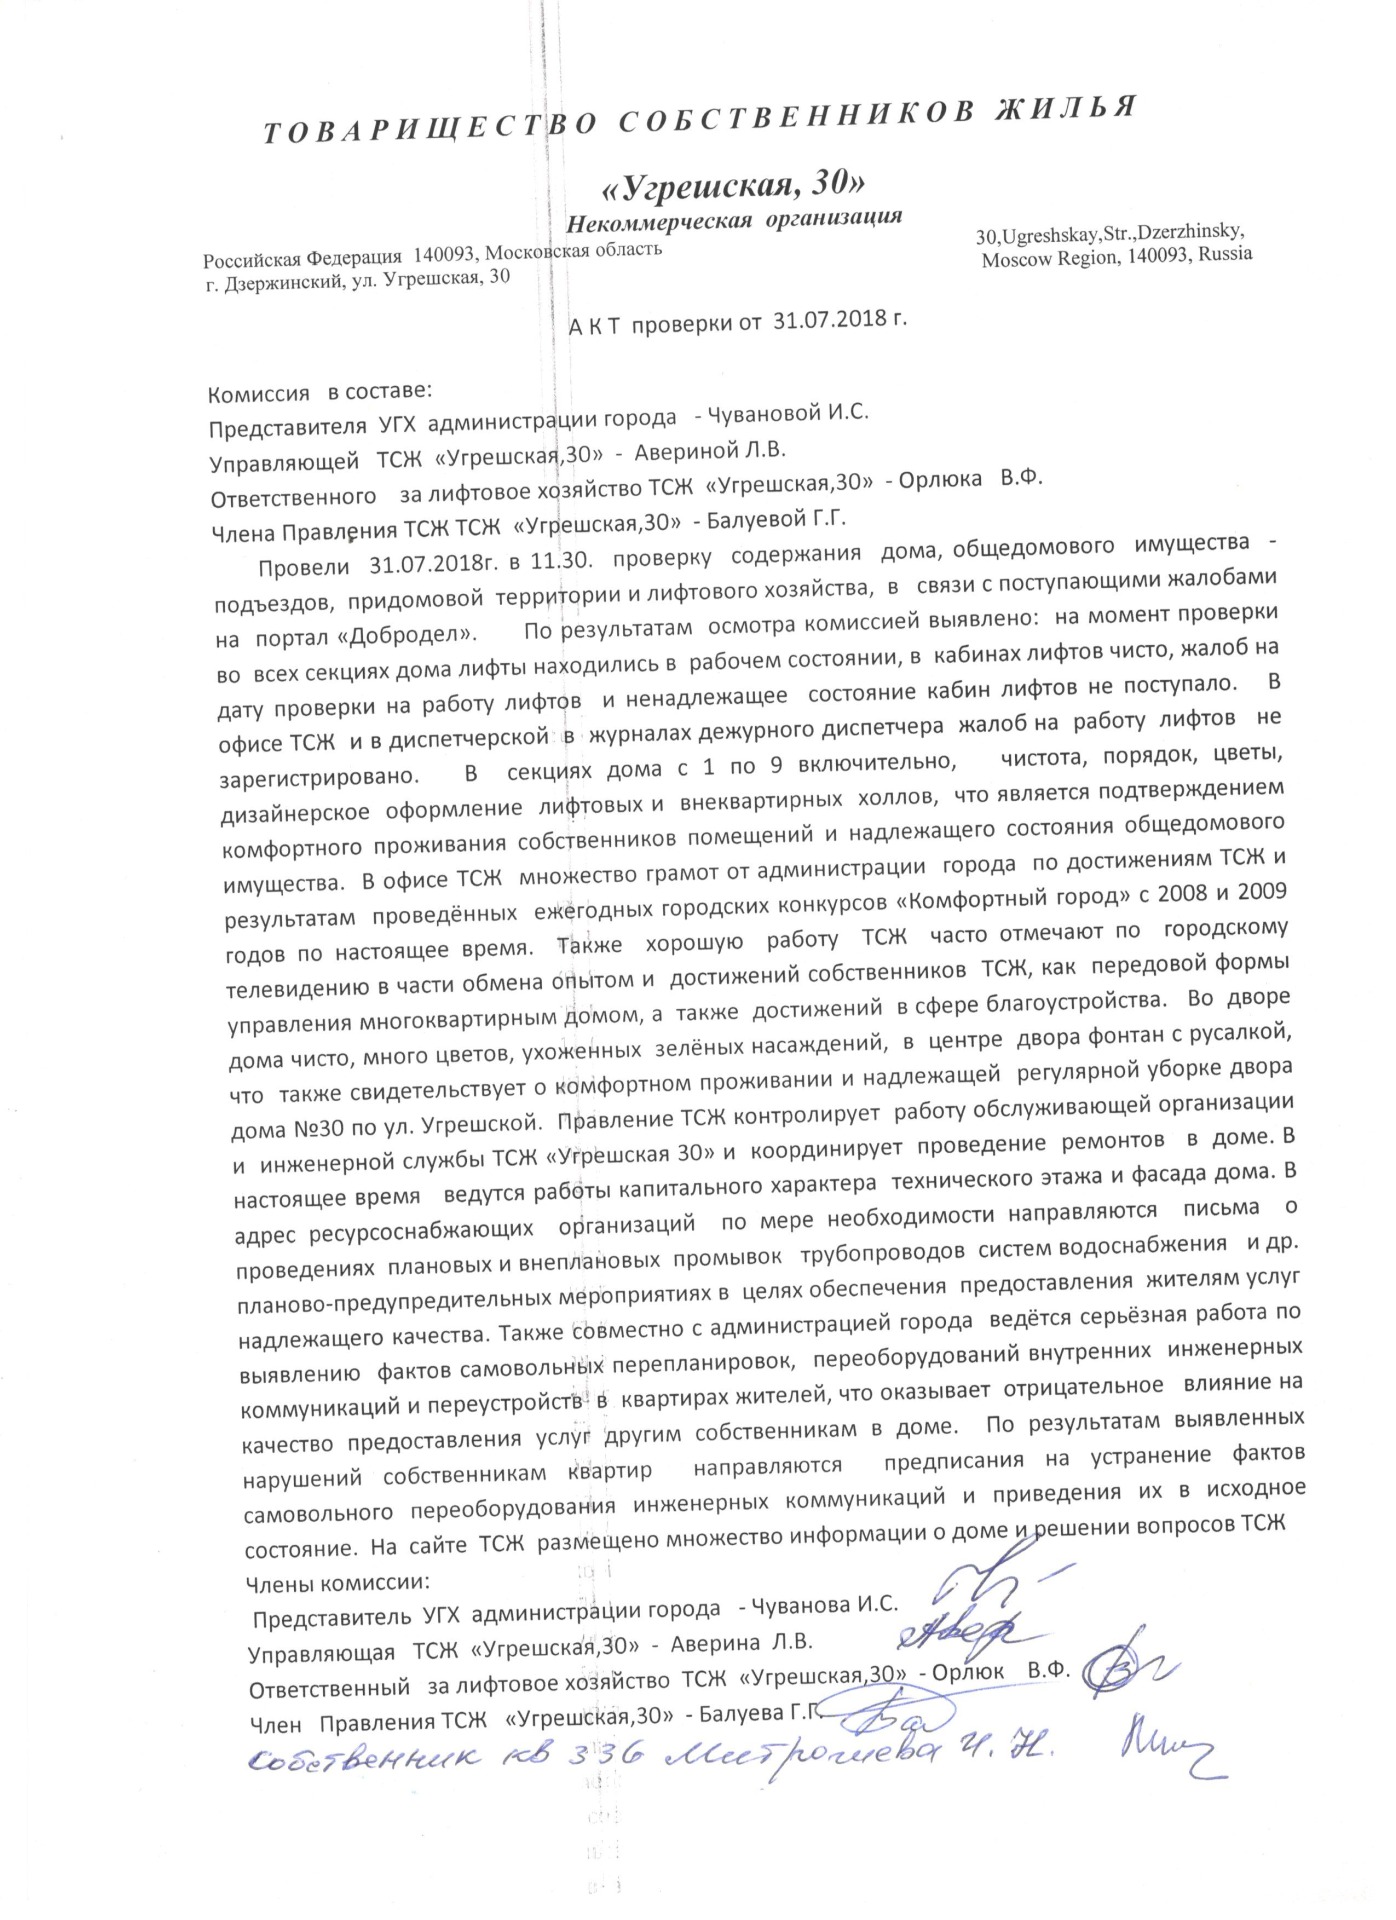 ТОВАРИЩЕСТВО СОБСТВЕННИКОВ ЖИЛЬЯ
«Угрешская, 30»
Некоммерческая организация
Российская Федерация 140093, Московская область
г. Дзержинский, ул. Угрешская, 30
30,Ugreshskay,Str.,Dzerzhinsky,
Moscow Region, 140093, Russia
А К Т проверки от 31.07.2018 г.
Комиссия в составе:
Представителя УГХ администрации города - Чувановой И.С.
Управляющей ТСЖ «Угрешская,30» - Авериной Л.В.
Ответственного за лифтовое хозяйство ТСЖ «Угрешская,30» - Орлюка В.Ф.
Члена Правления ТСЖ ТСЖ «Угрешская,30» - Балуевой Г.Г.
Провели 31.07.2018г. в 11.30. проверку содержания дома, общедомового имущества -
подъездов, придомовой территории и лифтового хозяйства, в связи с поступающими жалобами
на портал «Добродел». По результатам осмотра комиссией выявлено: на момент проверки
во всех секциях дома лифты находились в рабочем состоянии, в кабинах лифтов чисто, жалоб на
дату проверки на работу лифтов и ненадлежащее состояние кабин лифтов не поступало. В
офисе ТСЖ и в диспетчерской в журналах дежурного диспетчера жалоб на работу лифтов не
зарегистрировано. В секциях дома с 1 по 9 включительно, чистота, порядок, цветы,
дизайнерское оформление лифтовых и внеквартирных холлов, что является подтверждением
комфортного проживания собственников помещений и надлежащего состояния общедомового
имущества. В офисе ТСЖ множество грамот от администрации города по достижениям ТСЖ и
результатам проведённых ежегодных городских конкурсов «Комфортный город» с 2008 и 2009
годов по настоящее время. Также хорошую работу ТСЖ часто отмечают по городскому
телевидению в части обмена опытом и достижений собственников ТСЖ, как передовой формы
управления многоквартирным домом, а также достижений в сфере благоустройства. Во дворе
дома чисто, много цветов, ухоженных зелёных насаждений, в центре двора фонтан с русалкой,
что также свидетельствует о комфортном проживании и надлежащей регулярной уборке двора
дома №30 по ул. Угрешской. Правление ТСЖ контролирует работу обслуживающей организации
и инженерной службы ТСЖ «Угрешская 30» и координирует проведение ремонтов в доме. В
настоящее время ведутся работы капитального характера технического этажа и фасада дома. В
адрес ресурсоснабжающих организаций по мере необходимости направляются письма о
проведениях плановых и внеплановых промывок трубопроводов систем водоснабжения и др.
планово-предупредительных мероприятиях в целях обеспечения предоставления жителям услуг
надлежащего качества. Также совместно с администрацией города ведётся серьёзная работа по
выявлению фактов самовольных перепланировок, переоборудований внутренних инженерных
коммуникаций и переустройств в квартирах жителей, что оказывает отрицательное влияние на
качество предоставления услуг другим собственникам в доме. По результатам выявленных
нарушений собственникам квартир направляются предписания на устранение фактов
самовольного переоборудования инженерных коммуникаций и приведения их в исходное
состояние. На сайте ТСЖ размещено множество информации о доме и решении вопросов ТСЖ
Члены комиссии:
Представитель УГХ администрации города - Чуванова И.С.
Управляющая ТСЖ «Угрешская,30» - Аверина Л.В.
Ответственный за лифтовое хозяйство ТСЖ «Угрешская,30» - Орлюк В.Ф.
Член Правления ТСЖ «Угрешская,30» - Балуева Г.Г.
Собственник кв 336 Митрошева И. Н.